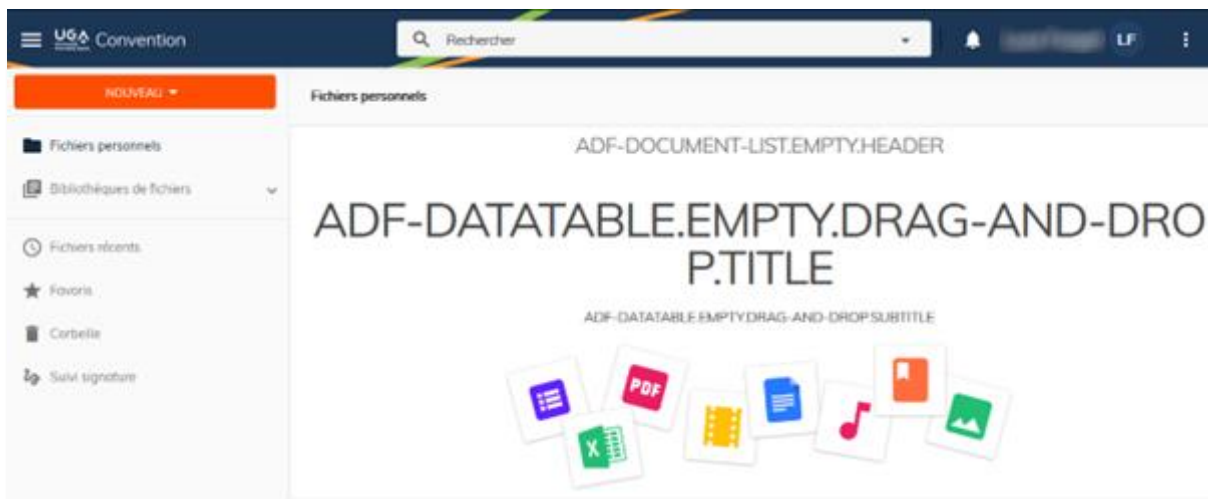 UGA Convention
Rechercher
LF
NOUVEAU
Fichiers personnels
Fichiers personnels
Bibliothèques de fichiers
Fichiers récents
Favoris
Corbeille
Suivi signature
ADF-DOCUMENT-LIST.EMPTY.HEADER
ADF-DATATABLE.EMPTY.DRAG-AND-DRO
P.TITLE
ADF-DATATABLE.EMPTY.DRAG-AND-DROP.SUBTITLE
PDF
X